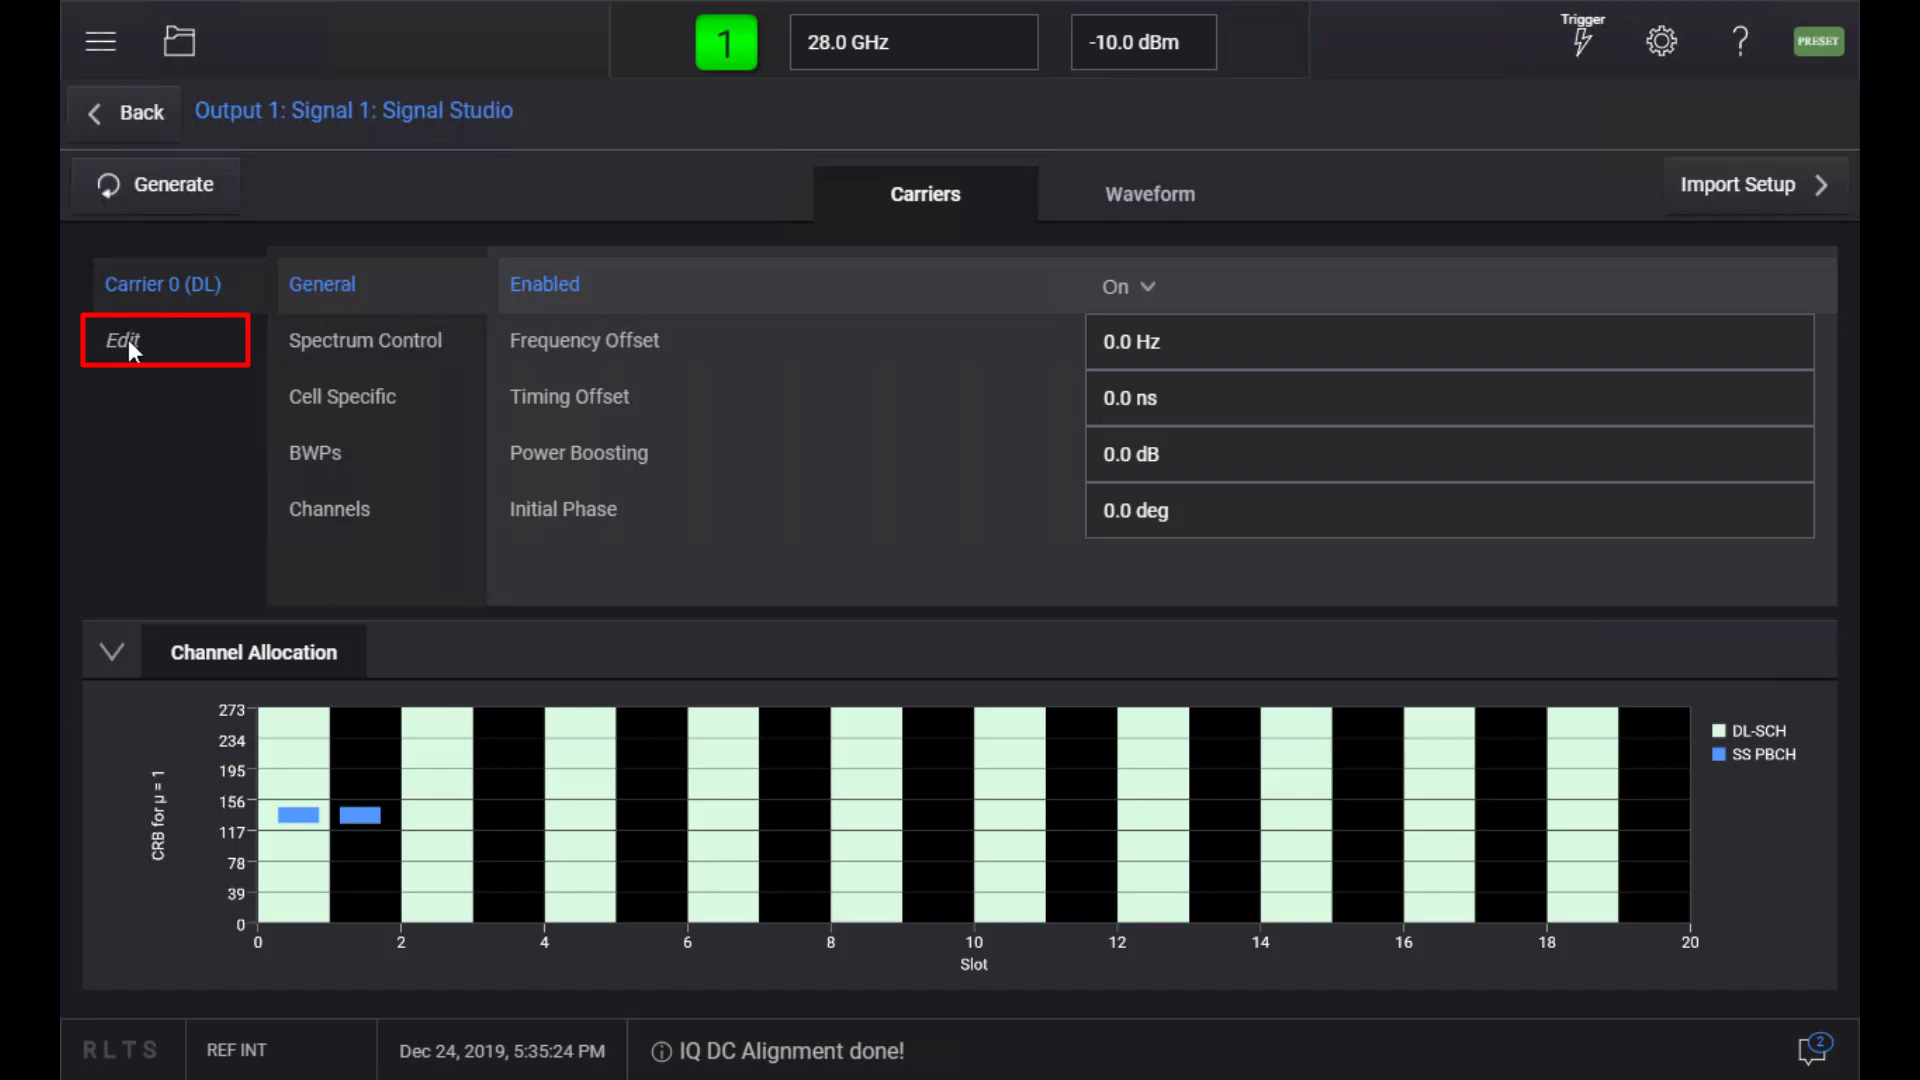 1
28.0 GHz
-10.0 dBm
Trigger
?
PRESET
Back
Output 1: Signal 1: Signal Studio
Generate
Carriers
Waveform
Import Setup
Carrier 0 (DL)
General
Enabled
On
Edit
Spectrum Control
Frequency Offset
0.0 Hz
Cell Specific
Timing Offset
0.0 ns
BWPs
Power Boosting
0.0 dB
Channels
Initial Phase
0.0 deg
Channel Allocation
CRB for μ = 1
273
234
195
156
117
78
39
0
0 2 4 6 8 10 12 14 16 18 20
Slot
DL-SCH
SS PBCH
RLTS
REF INT
Dec 24, 2019, 5:35:24 PM
IQ DC Alignment done!
2